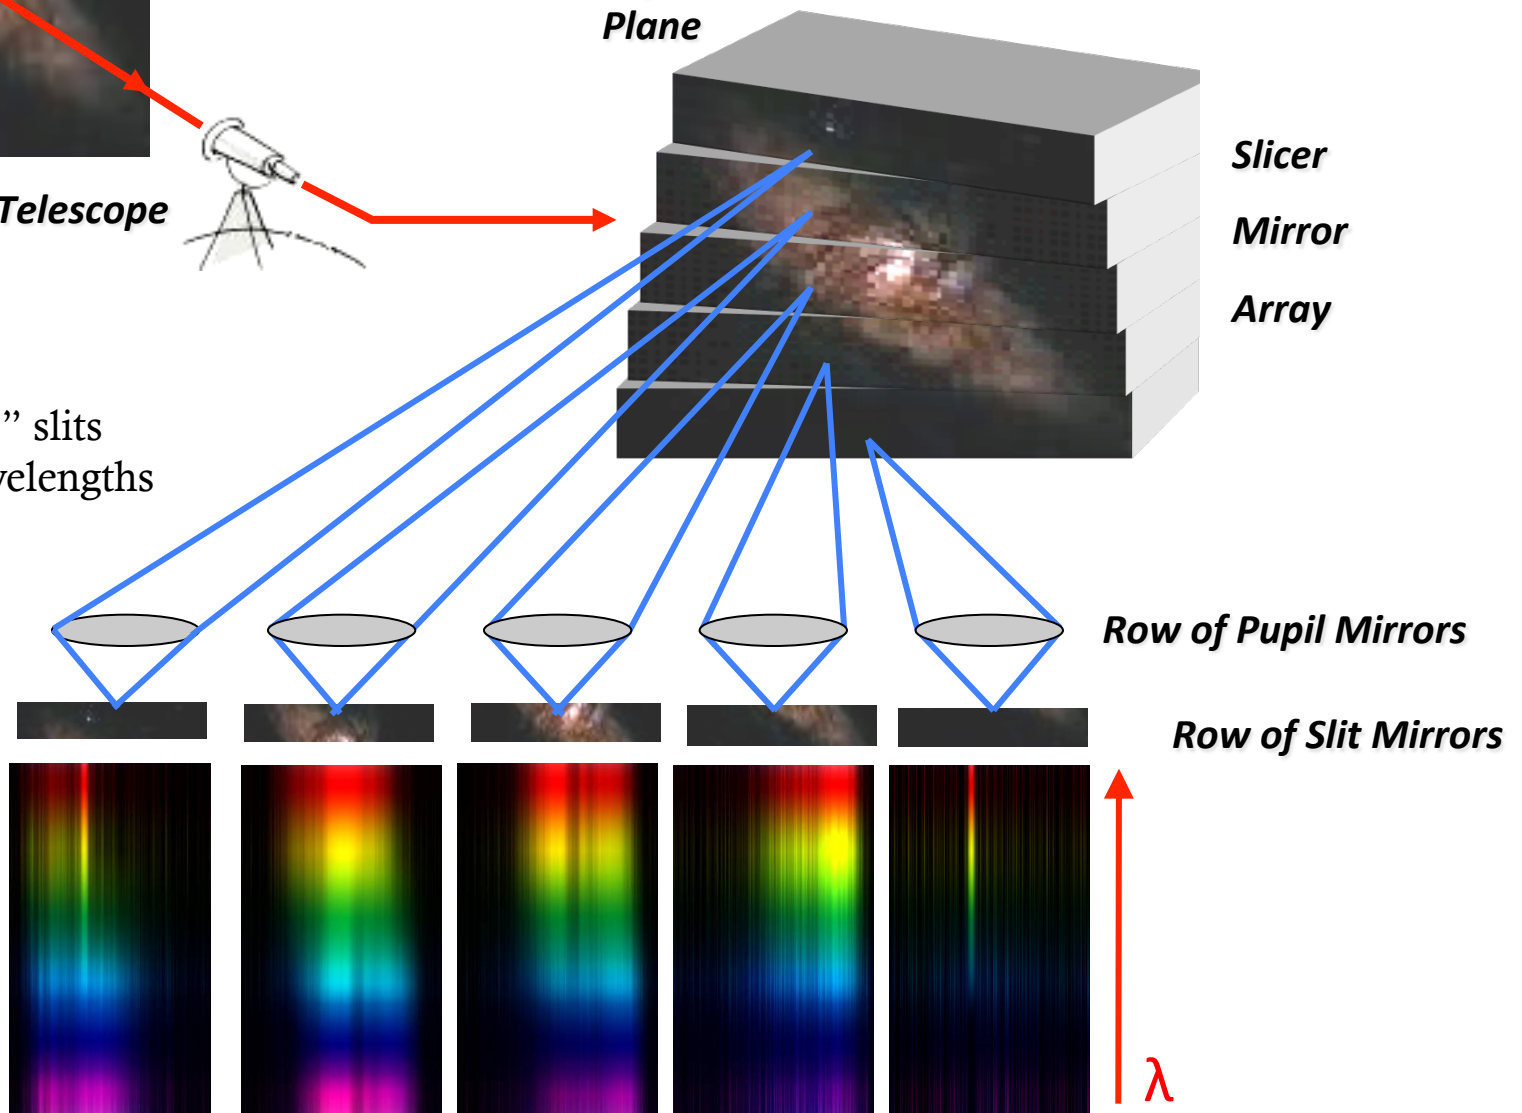 Plane
Slicer
Mirror
Array
Telescope
” slits
velengths
Row of Pupil Mirrors
Row of Slit Mirrors
λ